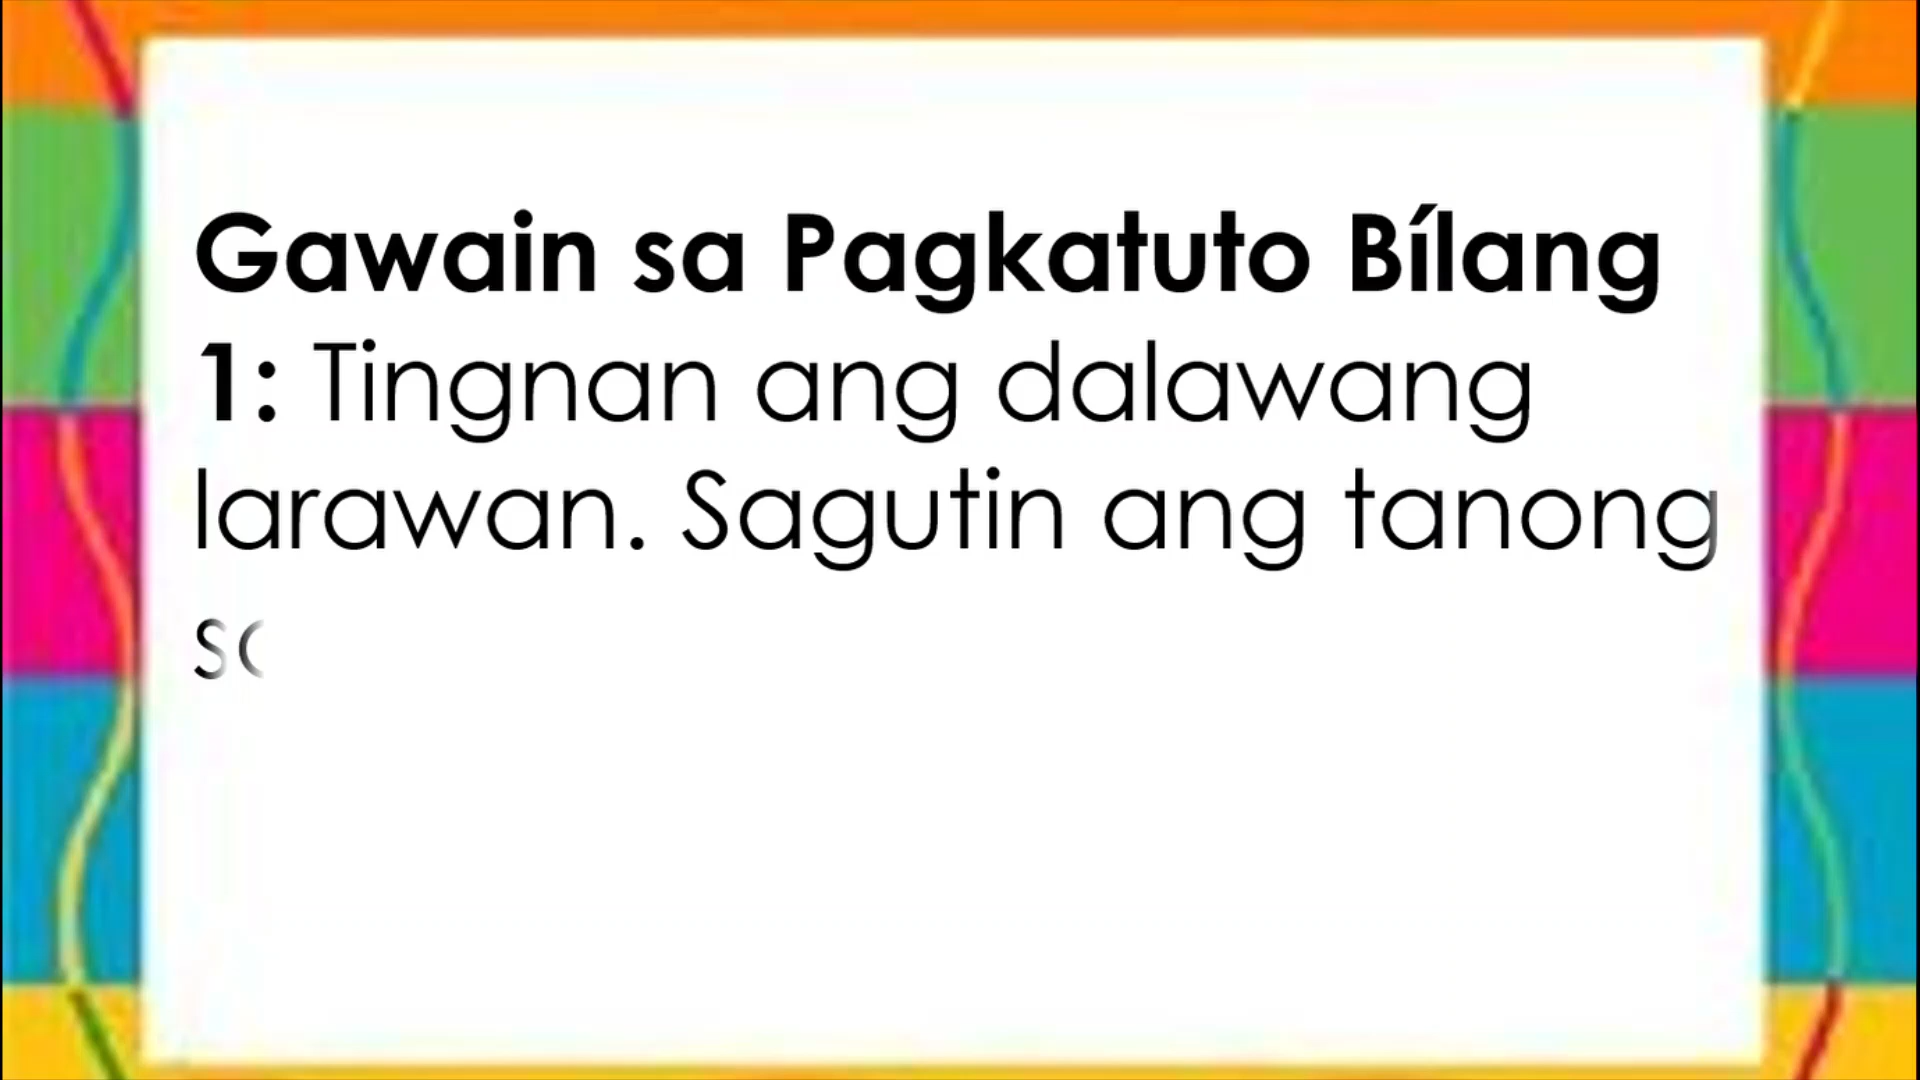 Gawain sa Pagkatuto Bílang
1: Tingnan ang dalawang
larawan. Sagutin ang tanong